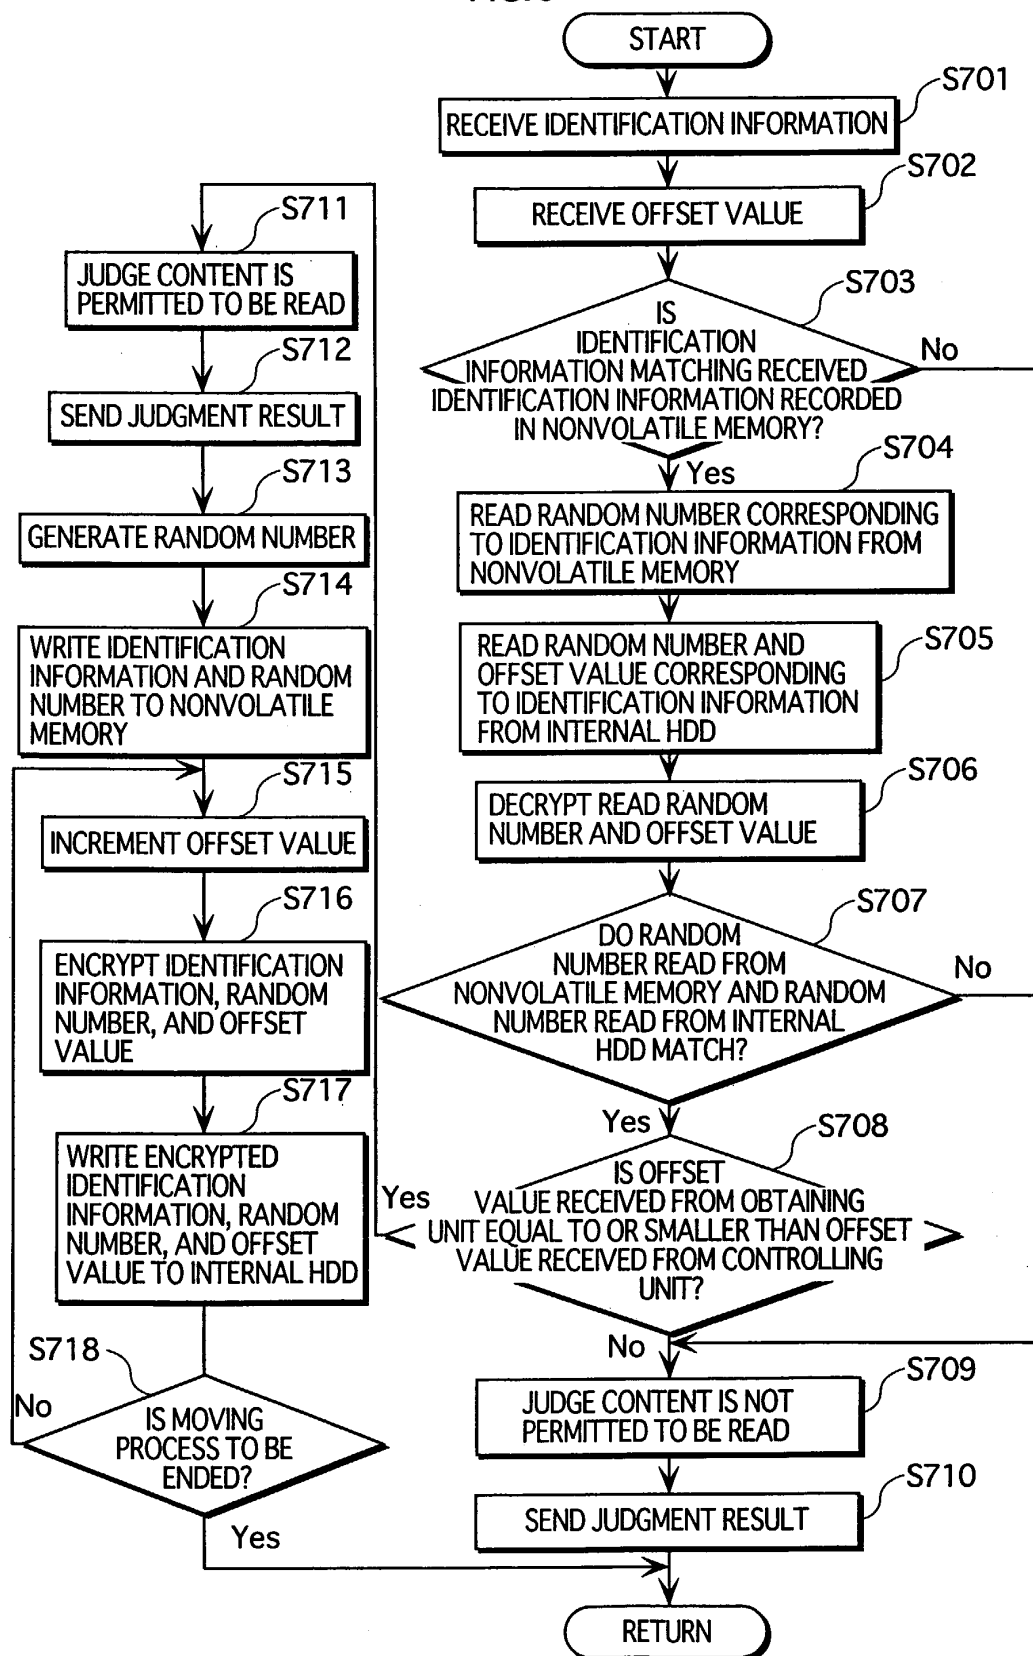 START
S701
RECEIVE IDENTIFICATION INFORMATION
S702
RECEIVE OFFSET VALUE
S703
IS
IDENTIFICATION
INFORMATION MATCHING RECEIVED
IDENTIFICATION INFORMATION RECORDED
IN NONVOLATILE MEMORY?
No
Yes
S704
READ RANDOM NUMBER CORRESPONDING
TO IDENTIFICATION INFORMATION FROM
NONVOLATILE MEMORY
S705
READ RANDOM NUMBER AND
OFFSET VALUE CORRESPONDING
TO IDENTIFICATION INFORMATION
FROM INTERNAL HDD
S706
DECRYPT READ RANDOM
NUMBER AND OFFSET VALUE
S707
DO RANDOM
NUMBER READ FROM
NONVOLATILE MEMORY AND RANDOM
NUMBER READ FROM INTERNAL
HDD MATCH?
No
Yes
S708
IS OFFSET
VALUE RECEIVED FROM OBTAINING
UNIT EQUAL TO OR SMALLER THAN OFFSET
VALUE RECEIVED FROM CONTROLLING
UNIT?
Yes
No
S709
JUDGE CONTENT IS NOT
PERMITTED TO BE READ
S710
SEND JUDGMENT RESULT
S711
JUDGE CONTENT IS
PERMITTED TO BE READ
S712
SEND JUDGMENT RESULT
S713
GENERATE RANDOM NUMBER
S714
WRITE IDENTIFICATION
INFORMATION AND RANDOM
NUMBER TO NONVOLATILE
MEMORY
S715
INCREMENT OFFSET VALUE
S716
ENCRYPT IDENTIFICATION
INFORMATION, RANDOM
NUMBER, AND OFFSET
VALUE
S717
WRITE ENCRYPTED
IDENTIFICATION
INFORMATION, RANDOM
NUMBER, AND OFFSET
VALUE TO INTERNAL HDD
S718
IS MOVING
PROCESS TO BE
ENDED?
No
Yes
RETURN